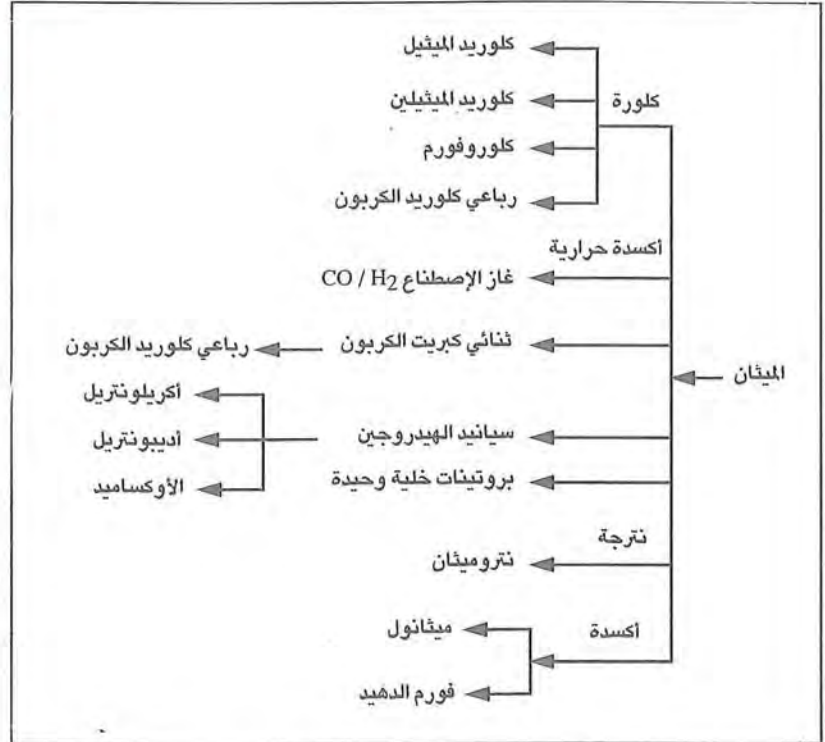 كلوريد الميثيل
كلورة
كلوريد الميثيلين
كلوروفورم
رباعي كلوريد الكربون
أكسدة حرارية
غاز الإصطناع CO / H2
ثنائي كبريت الكربون
رباعي كلوريد الكربون
الميثان
أكريلونتريل
سيانيد الهيدروجين
أديبونتريل
بروتينات خلية وحيدة
الأوكساميد
نترجة
نتروميثان
ميثانول
أكسدة
فورم الدهيد